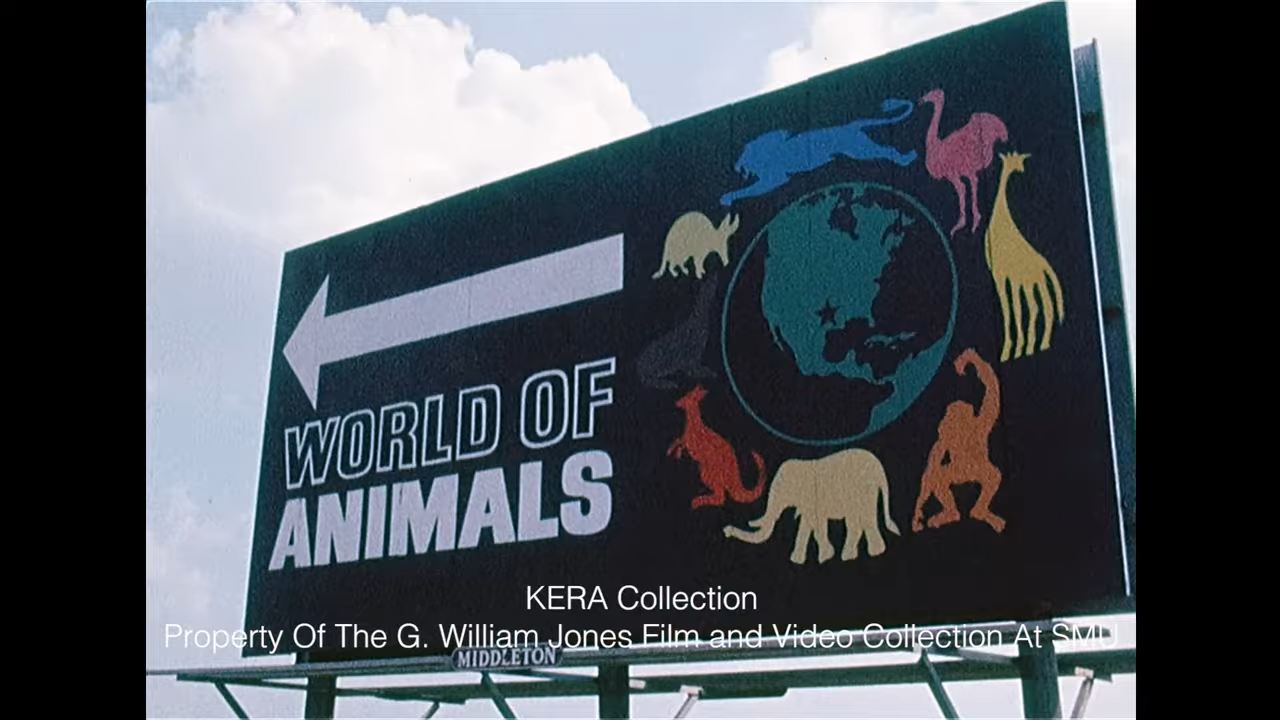 WORLD OF
ANIMALS
KERA Collection
Property Of The G. William Jones Film and Video Collection At SMU
MIDDLETON